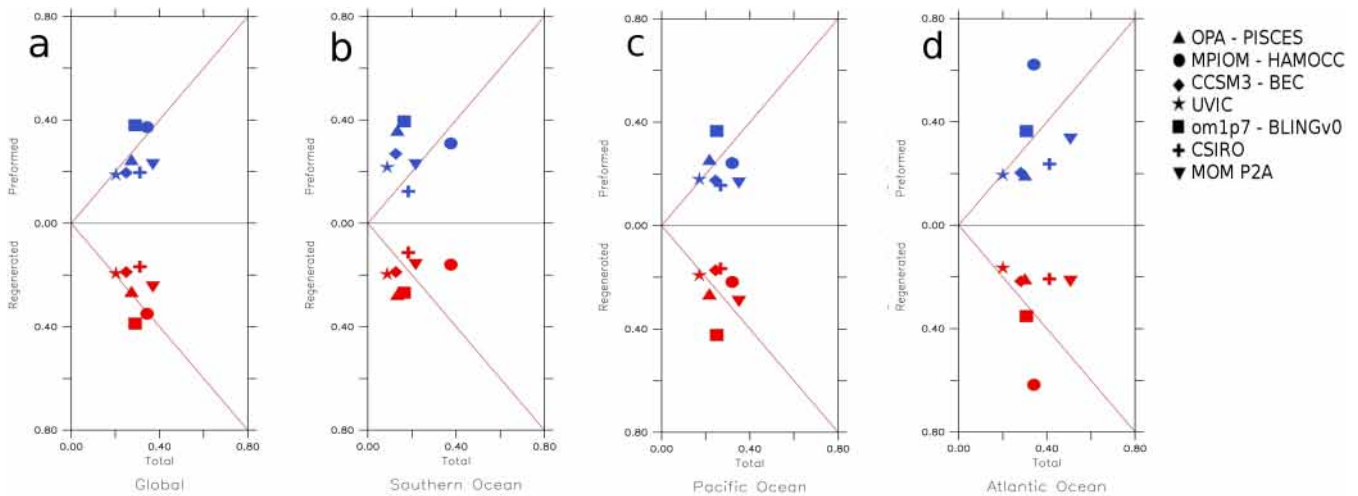 a
0.80
0.40
0.00
0.40
0.80
Preformed
Regenerated
0.00 0.40 0.80
Total
Global
b
0.80
0.40
0.00
0.40
0.80
Preformed
Regenerated
0.00 0.40 0.80
Total
Southern Ocean
c
0.80
0.40
0.00
0.40
0.80
Preformed
Regenerated
0.00 0.40 0.80
Total
Pacific Ocean
d
0.80
0.40
0.00
0.40
0.80
Preformed
Regenerated
0.00 0.40 0.80
Total
Atlantic Ocean
OPA - PISCES
MPIOM - HAMOCC
CCSM3 - BEC
UVIC
om1p7 - BLINGv0
CSIRO
MOM P2A